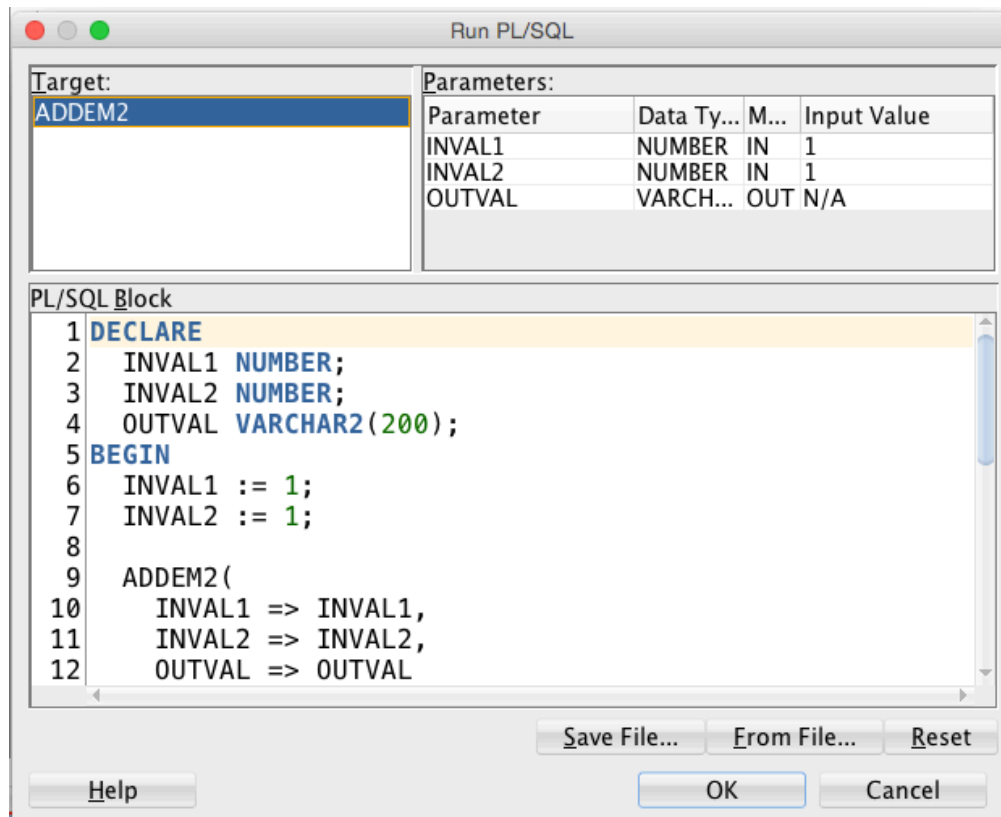 Run PL/SQL
Target:
ADDEM2
Parameters:
Parameter Data Ty... M... Input Value
INVAL1 NUMBER IN 1
INVAL2 NUMBER IN 1
OUTVAL VARCH... OUT N/A
PL/SQL Block
1 DECLARE
2 INVAL1 NUMBER;
3 INVAL2 NUMBER;
4 OUTVAL VARCHAR2(200);
5 BEGIN
6 INVAL1 := 1;
7 INVAL2 := 1;
8
9 ADDEM2(
10 INVAL1 => INVAL1,
11 INVAL2 => INVAL2,
12 OUTVAL => OUTVAL
Save File... From File... Reset
Help OK Cancel